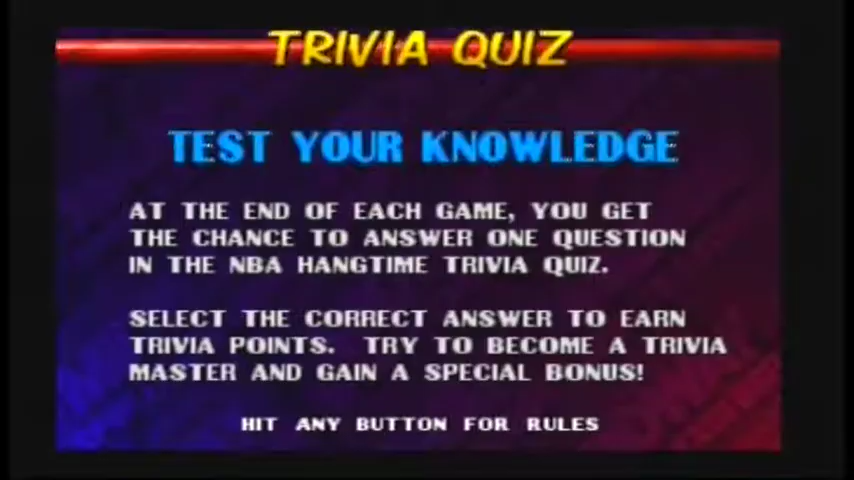 TRIVIA QUIZ
TEST YOUR KNOWLEDGE
AT THE END OF EACH GAME, YOU GET
THE CHANCE TO ANSWER ONE QUESTION
IN THE NBA HANGTIME TRIVIA QUIZ.
SELECT THE CORRECT ANSWER TO EARN
TRIVIA POINTS. TRY TO BECOME A TRIVIA
MASTER AND GAIN A SPECIAL BONUS!
HIT ANY BUTTON FOR RULES